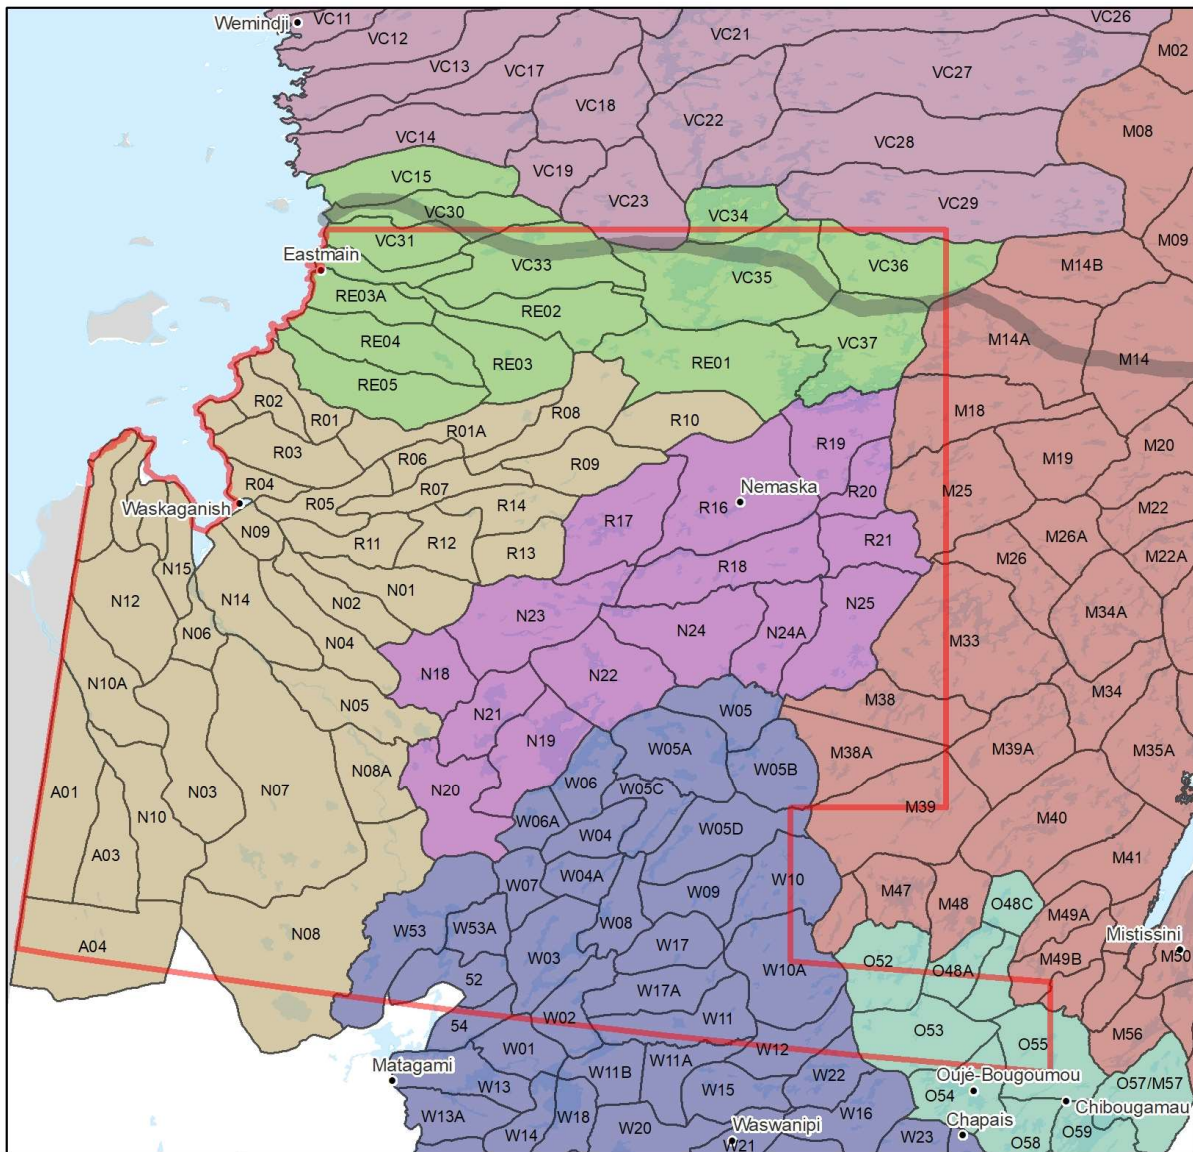 VC11
VC26
Wemindji
VC21
VC12
M02
VC13
VC17
VC27
VC18
VC22
M08
VC14
VC28
VC19
VC15
VC23
VC29
VC30
VC34
VC31
M09
Eastmain
VC33
VC35
VC36
M14B
RE03A
RE02
RE04
M14A
VC37
M14
RE03
RE01
RE05
R02
R08
M18
R01
R10
R01A
R19
M20
R03
R09
R06
M19
R04
R07
Nemaska
R20
M25
Waskaganish
R05
R14
R16
M22
R17
N09
R11
R12
R13
R21
M26A
M26
M22A
N15
R18
N14
N01
N12
N02
N25
M34A
N23
N06
N04
N24
N24A
M33
N18
N22
N10A
N05
M34
M38
W05
N21
N19
W05A
M38A
M39A
M35A
N08A
W05B
W06
N20
W05C
A01
N03
N07
M39
M40
W06A
W04
W05D
N10
A03
M41
W07
W04A
W09
W10
M47
M48
O48C
M49A
N08
W53A
W08
W53
W17
Mistissini
A04
W03
O52
M49B
M50
52
W10A
O48A
W17A
W02
W11
54
O53
M56
W01
W12
O55
W11A
Matagami
W13
W11B
W22
Oujé-Bougoumou
W15
O54
O57/M57
Chibougamau
W13A
W18
W16
Chapais
W14
W20
Waswanipi
W23
O59
W21
O58